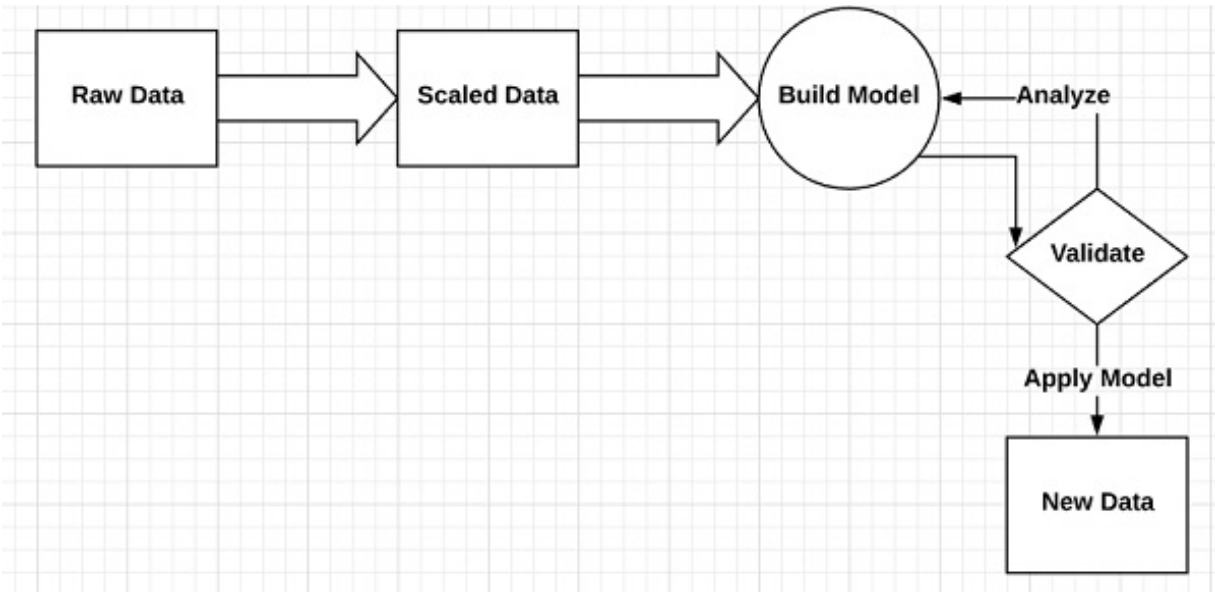 Raw Data
Scaled Data
Build Model
Analyze
Validate
Apply Model
New Data